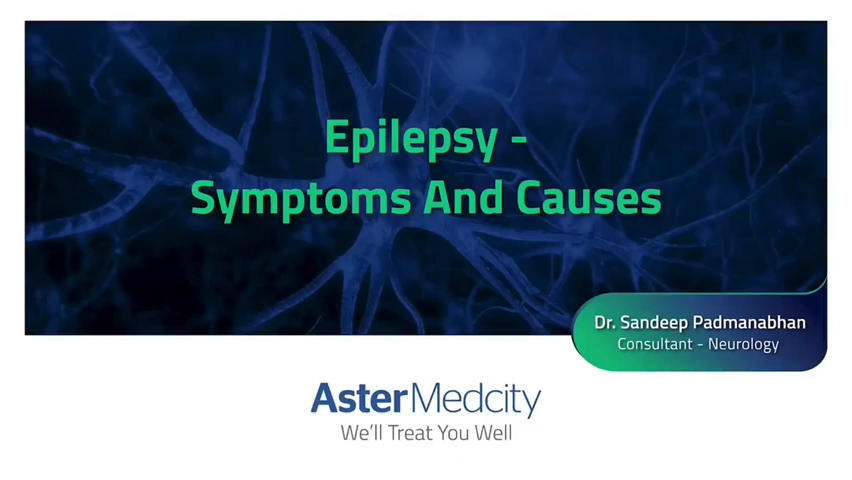 Epilepsy -
Symptoms And Causes
Dr. Sandeep Padmanabhan
Consultant - Neurology
AsterMedcity
We'll Treat You Well